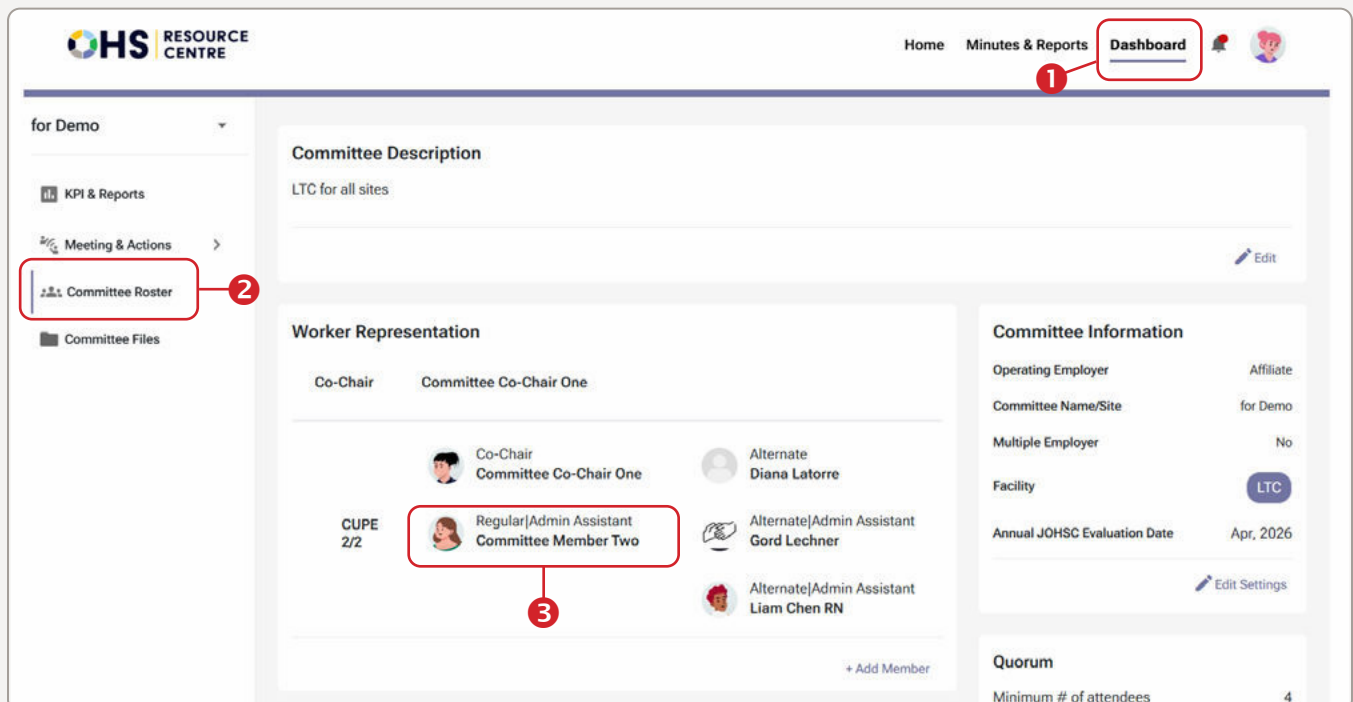 OHS RESOURCE CENTRE
Home Minutes & Reports Dashboard
1
for Demo
KPI & Reports
Meeting & Actions
Committee Roster
2
Committee Files
Committee Description
LTC for all sites
Edit
Worker Representation
Co-Chair Committee Co-Chair One
CUPE
2/2
Co-Chair
Committee Co-Chair One
Alternate
Diana Latorre
Regular|Admin Assistant
Committee Member Two
3
Alternate|Admin Assistant
Gord Lechner
Alternate|Admin Assistant
Liam Chen RN
+ Add Member
Committee Information
Operating Employer Affiliate
Committee Name/Site for Demo
Multiple Employer No
Facility LTC
Annual JOHSC Evaluation Date Apr, 2026
Edit Settings
Quorum
Minimum # of attendees 4